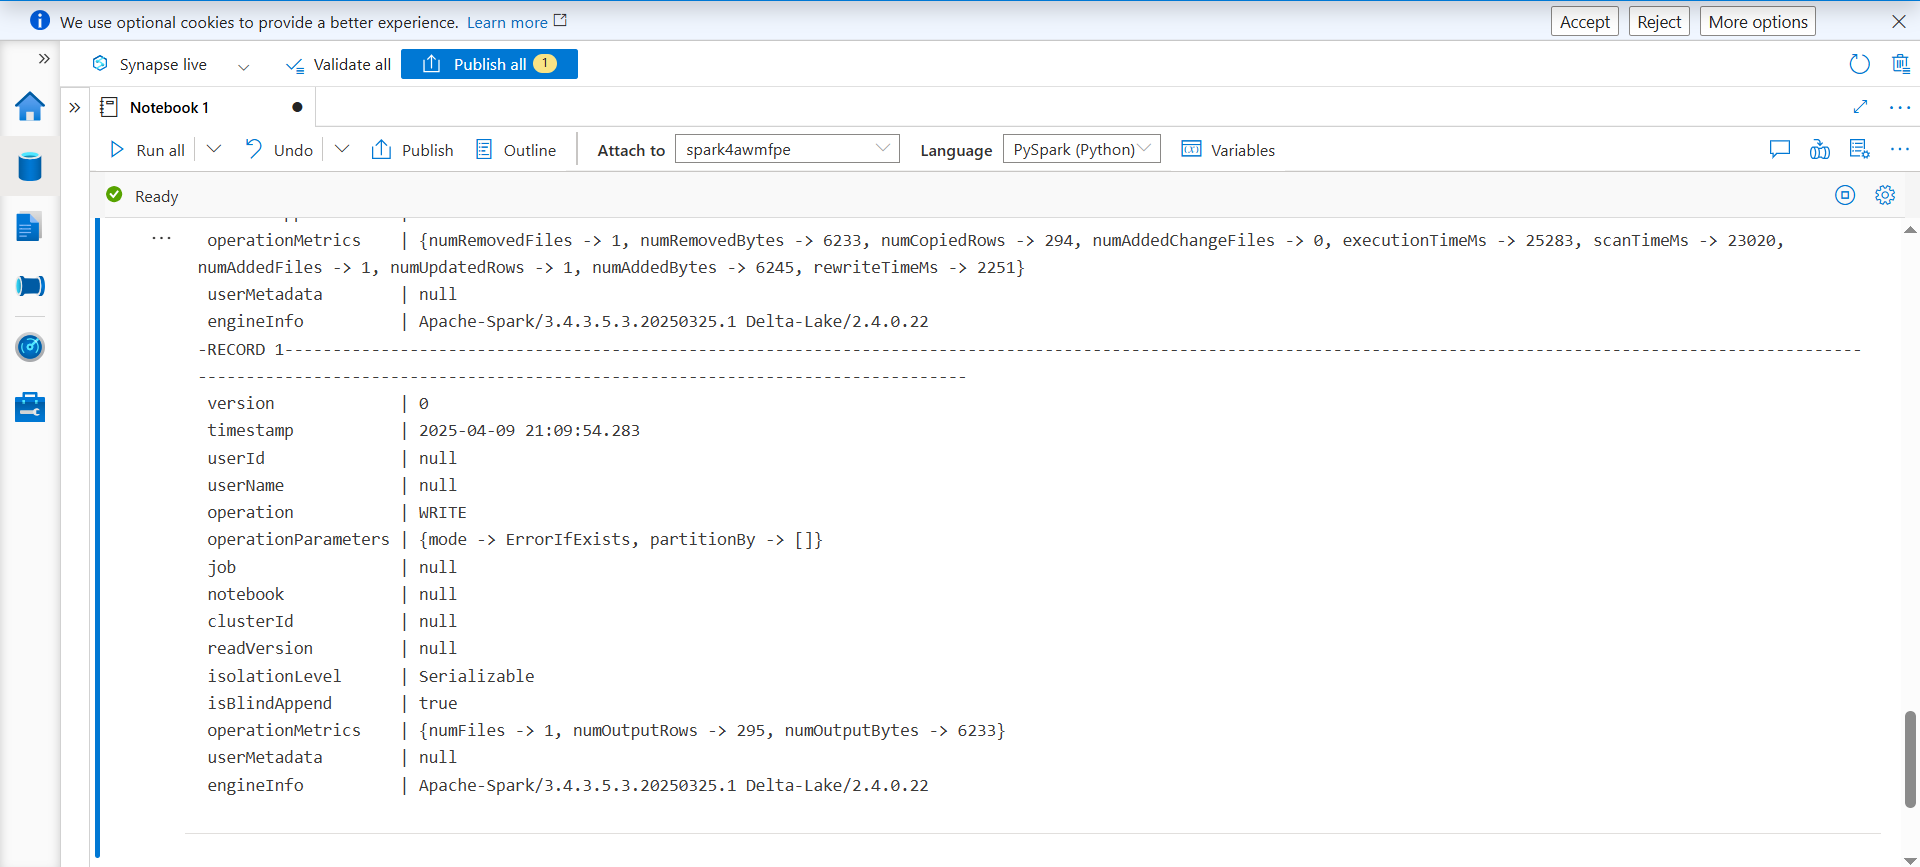 We use optional cookies to provide a better experience. Learn more
Accept
Reject
More options
Synapse live
Validate all
Publish all 1
Notebook 1
Run all
Undo
Publish
Outline
Attach to
spark4awmfpe
Language
PySpark (Python)
Variables
Ready
operationMetrics | {numRemovedFiles -> 1, numRemovedBytes -> 6233, numCopiedRows -> 294, numAddedChangeFiles -> 0, executionTimeMs -> 25283, scanTimeMs -> 23020,
numAddedFiles -> 1, numUpdatedRows -> 1, numAddedBytes -> 6245, rewriteTimeMs -> 2251}
userMetadata | null
engineInfo | Apache-Spark/3.4.3.5.3.20250325.1 Delta-Lake/2.4.0.22
-RECORD 1-----------------------------------------------------------------------------------------------------------------------------------------------------------------
--------------------------------------------------------------------------------
version | 0
timestamp | 2025-04-09 21:09:54.283
userId | null
userName | null
operation | WRITE
operationParameters | {mode -> ErrorIfExists, partitionBy -> []}
job | null
notebook | null
clusterId | null
readVersion | null
isolationLevel | Serializable
isBlindAppend | true
operationMetrics | {numFiles -> 1, numOutputRows -> 295, numOutputBytes -> 6233}
userMetadata | null
engineInfo | Apache-Spark/3.4.3.5.3.20250325.1 Delta-Lake/2.4.0.22